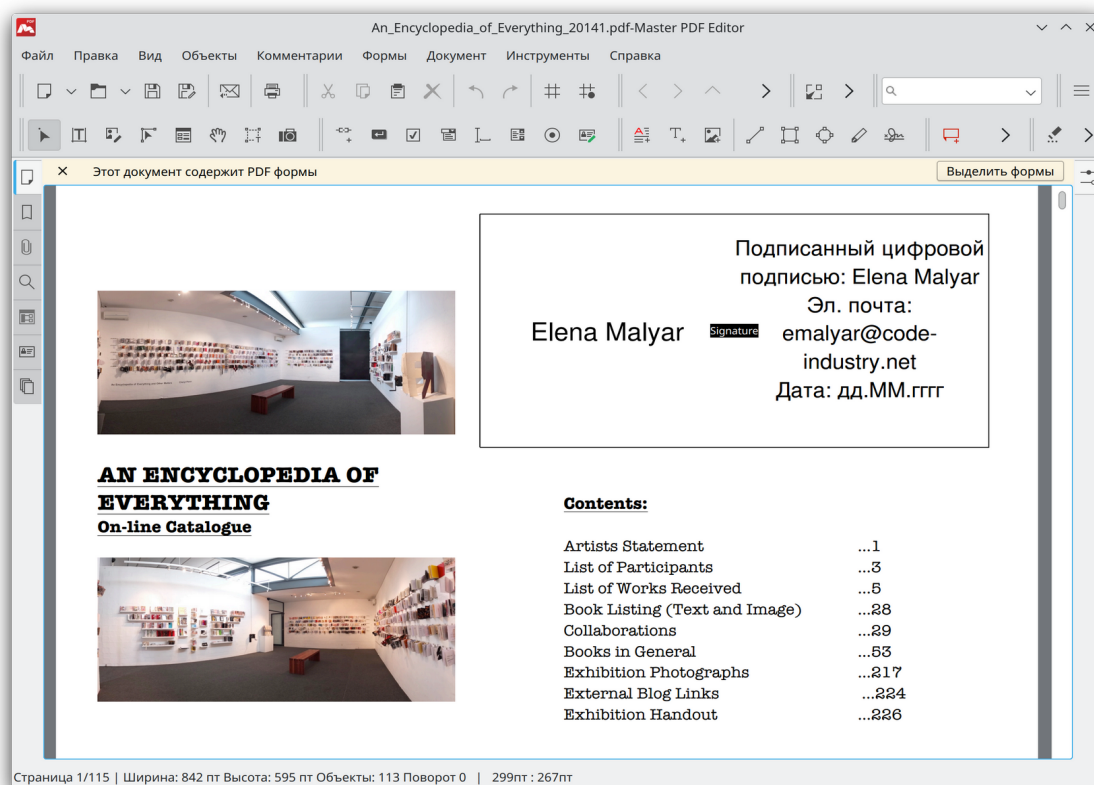 An_Encyclopedia_of_Everything_20141.pdf-Master PDF Editor
Файл Правка Вид Объекты Комментарии Формы Документ Инструменты Справка
Этот документ содержит PDF формы
Выделить формы
Elena Malyar
Signature
Подписанный цифровой
подписью: Elena Malyar
Эл. почта:
emalyar@code-
industry.net
Дата: дд.ММ.гггг
AN ENCYCLOPEDIA OF
EVERYTHING
On-line Catalogue
Contents:
Artists Statement ...1
List of Participants ...3
List of Works Received ...5
Book Listing (Text and Image) ...28
Collaborations ...29
Books in General ...53
Exhibition Photographs ...217
External Blog Links ...224
Exhibition Handout ...226
Страница 1/115 | Ширина: 842 пт Высота: 595 пт Объекты: 113 Поворот 0 | 299пт : 267пт